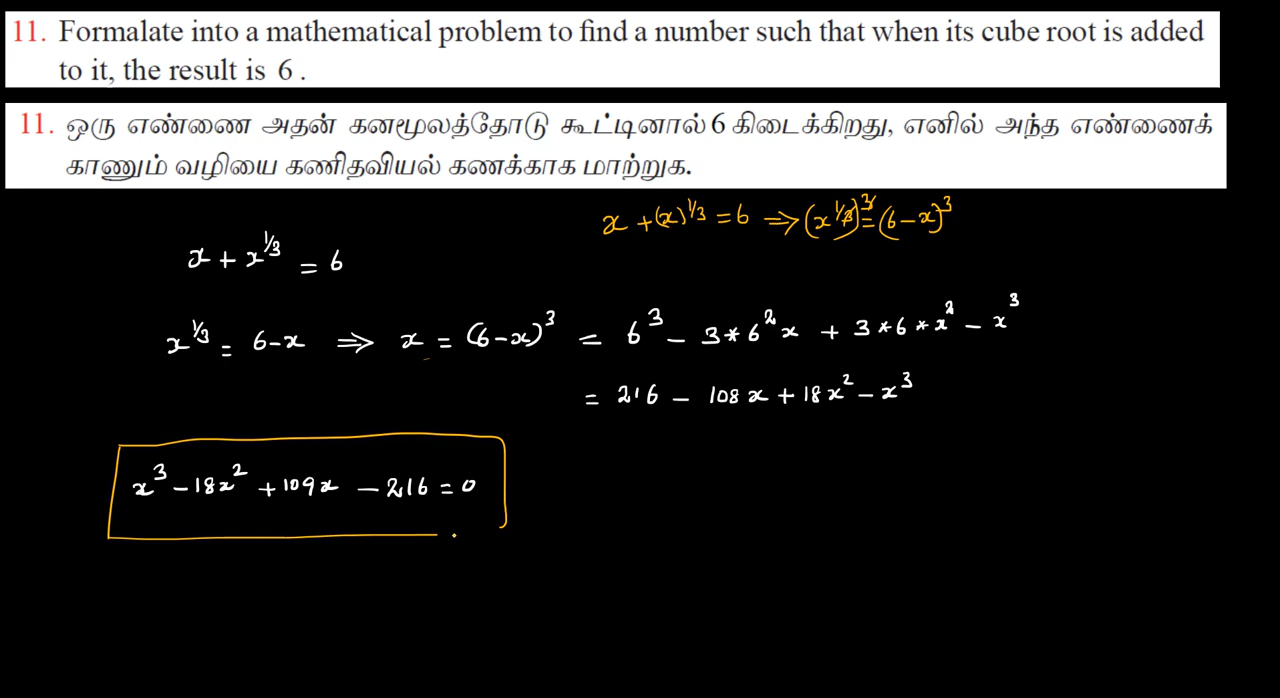 11. Formalate into a mathematical problem to find a number such that when its cube root is added
to it, the result is 6 .
11. ஒரு எண்ணை அதன் கனமூலத்தோடு கூட்டினால் 6 கிடைக்கிறது, எனில் அந்த எண்ணைக்
காணும் வழியை கணிதவியல் கணக்காக மாற்றுக.
x + (x)^1/3 = 6 ⇒ (x^1/3)^3 = (6 − x)^3
x + x^1/3 = 6
x^1/3 = 6 − x ⇒ x = (6 − x)^3 = 6^3 − 3*6^2 x + 3*6*x^2 − x^3
= 216 − 108x + 18x^2 − x^3
x^3 − 18x^2 + 109x − 216 = 0